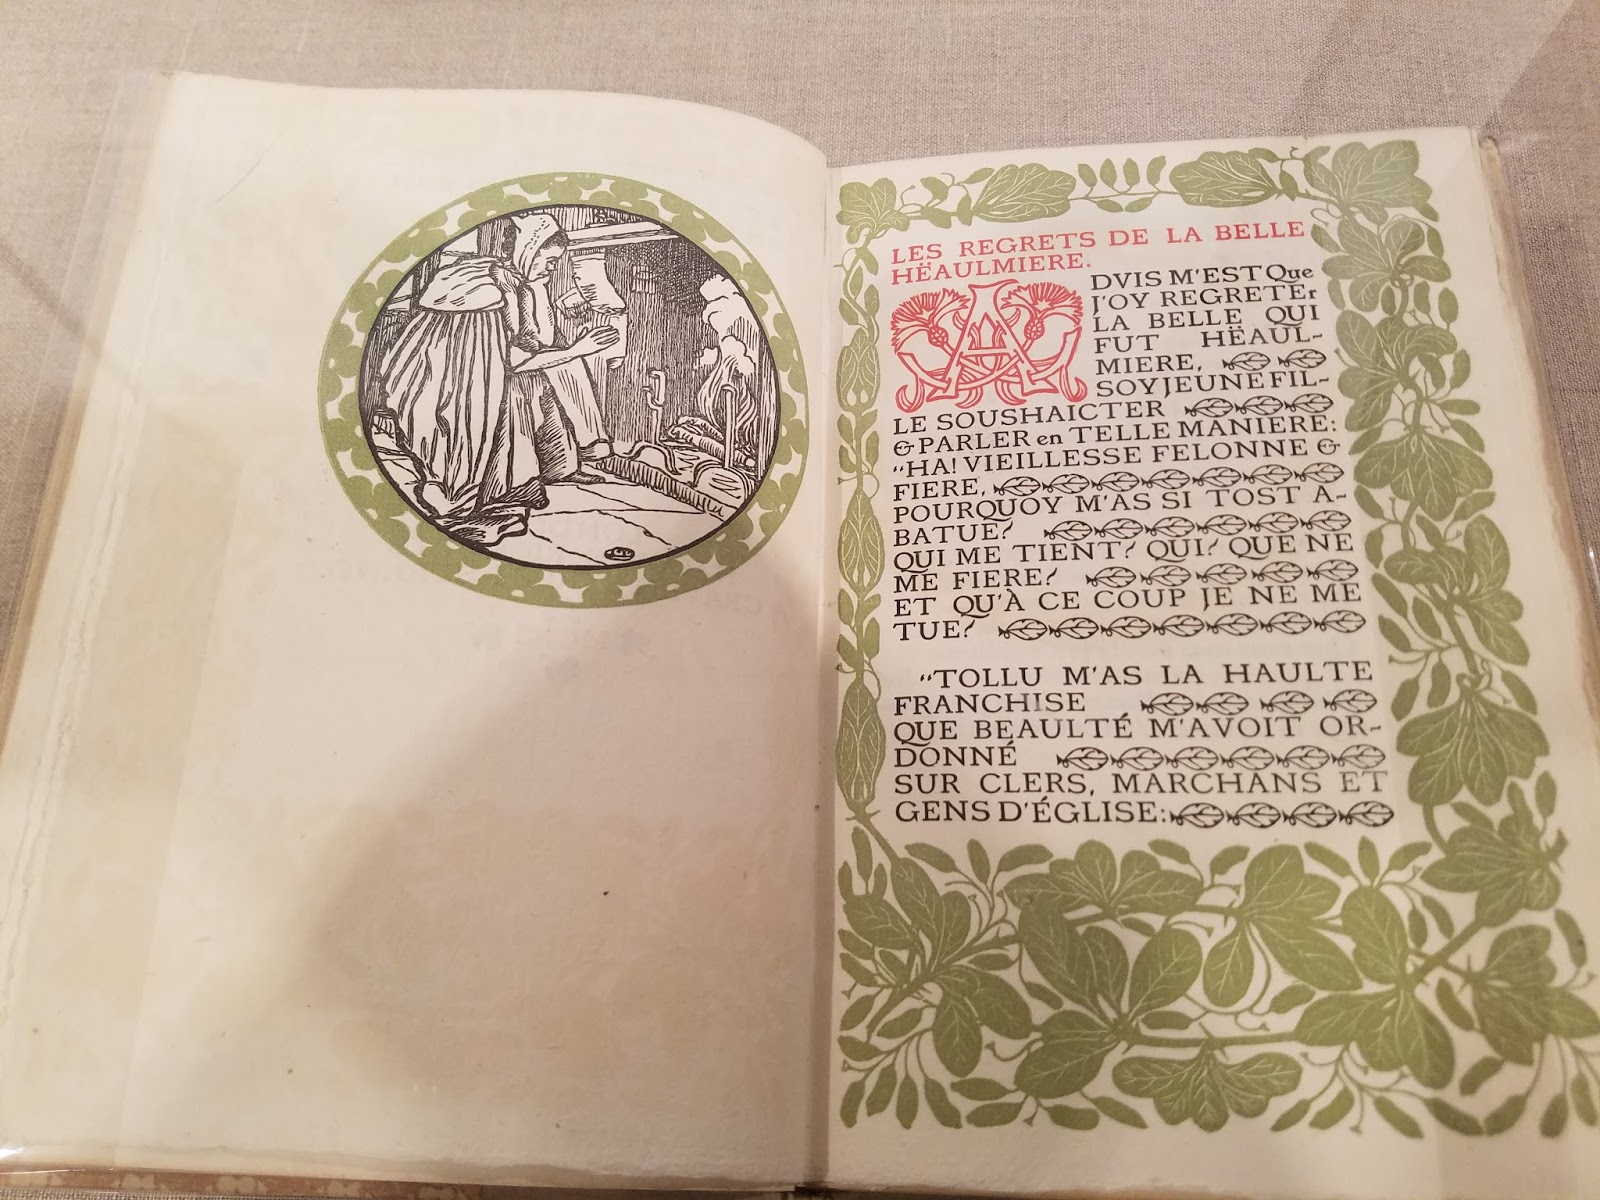 LES REGRETS DE LA BELLE
HËAULMIERE.
ADVIS M'EST Que
J'OY REGRETEr
LA BELLE QUI
FUT HËAUL-
MIERE,
SOY JEUNE FIL-
LE SOUSHAICTER
& PARLER en TELLE MANIERE:
“HA! VIEILLESSE FELONNE &
FIERE,
POURQUOY M'AS SI TOST A-
BATUE?
QUI ME TIENT? QUI? QUE NE
ME FIERE?
ET QU'À CE COUP JE NE ME
TUE?
“TOLLU M'AS LA HAULTE
FRANCHISE
QUE BEAULTÉ M'AVOIT OR-
DONNÉ
SUR CLERS, MARCHANS ET
GENS D'ÉGLISE: